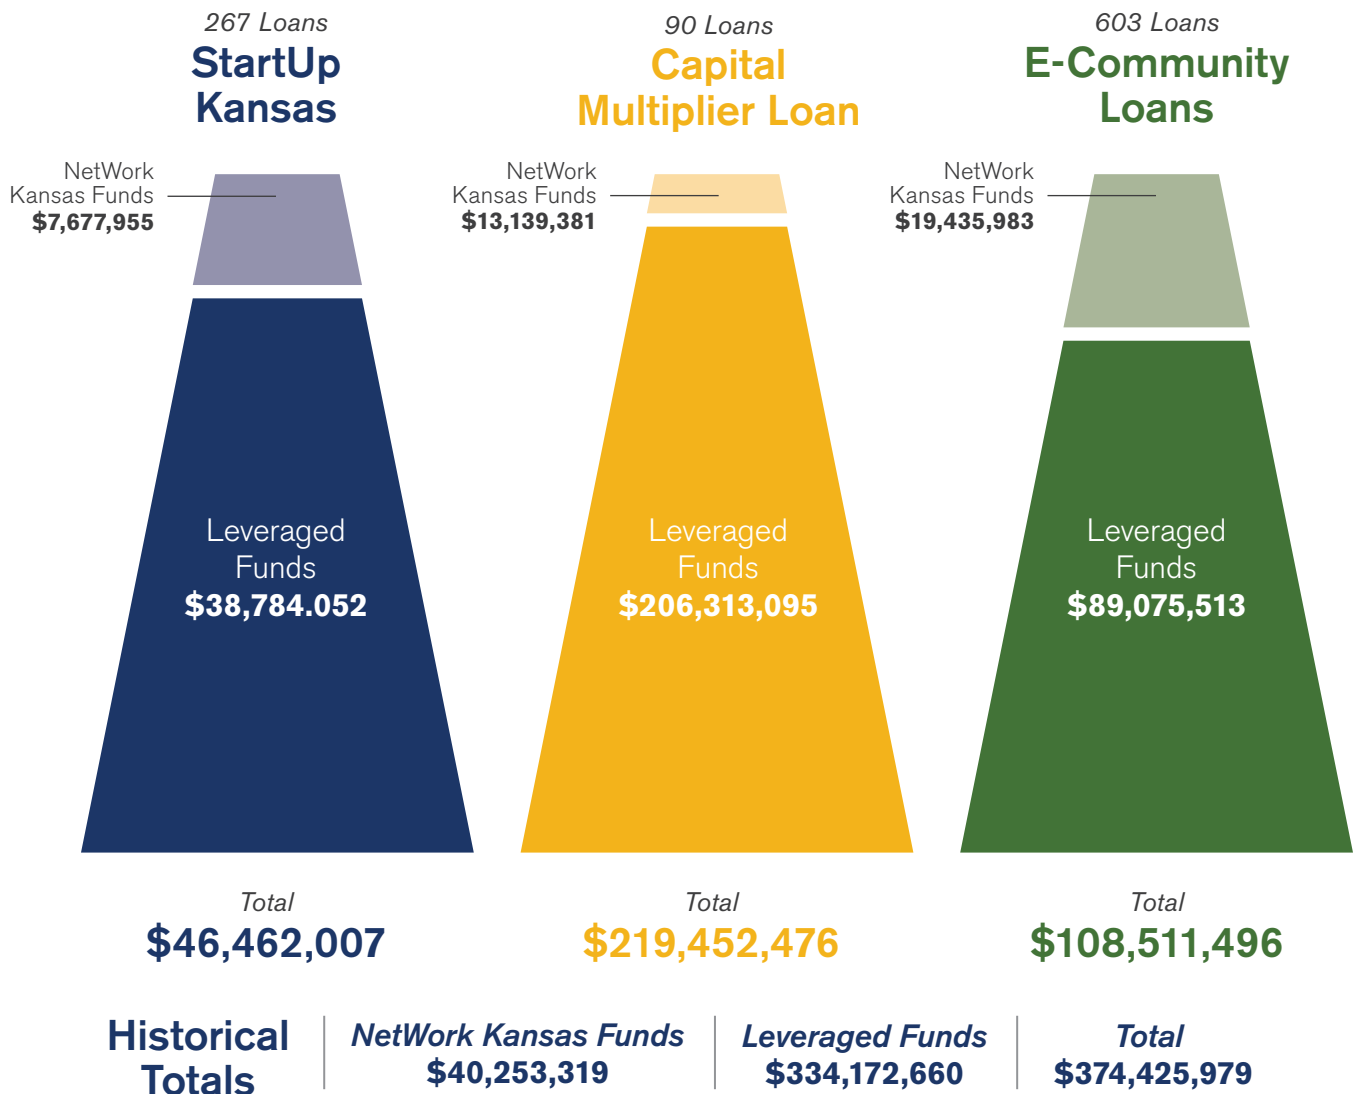 267 Loans
StartUp
Kansas
NetWork
Kansas Funds
$7,677,955
Leveraged
Funds
$38,784.052
Total
$46,462,007
90 Loans
Capital
Multiplier Loan
NetWork
Kansas Funds
$13,139,381
Leveraged
Funds
$206,313,095
Total
$219,452,476
603 Loans
E-Community
Loans
NetWork
Kansas Funds
$19,435,983
Leveraged
Funds
$89,075,513
Total
$108,511,496
Historical
Totals
NetWork Kansas Funds
$40,253,319
Leveraged Funds
$334,172,660
Total
$374,425,979